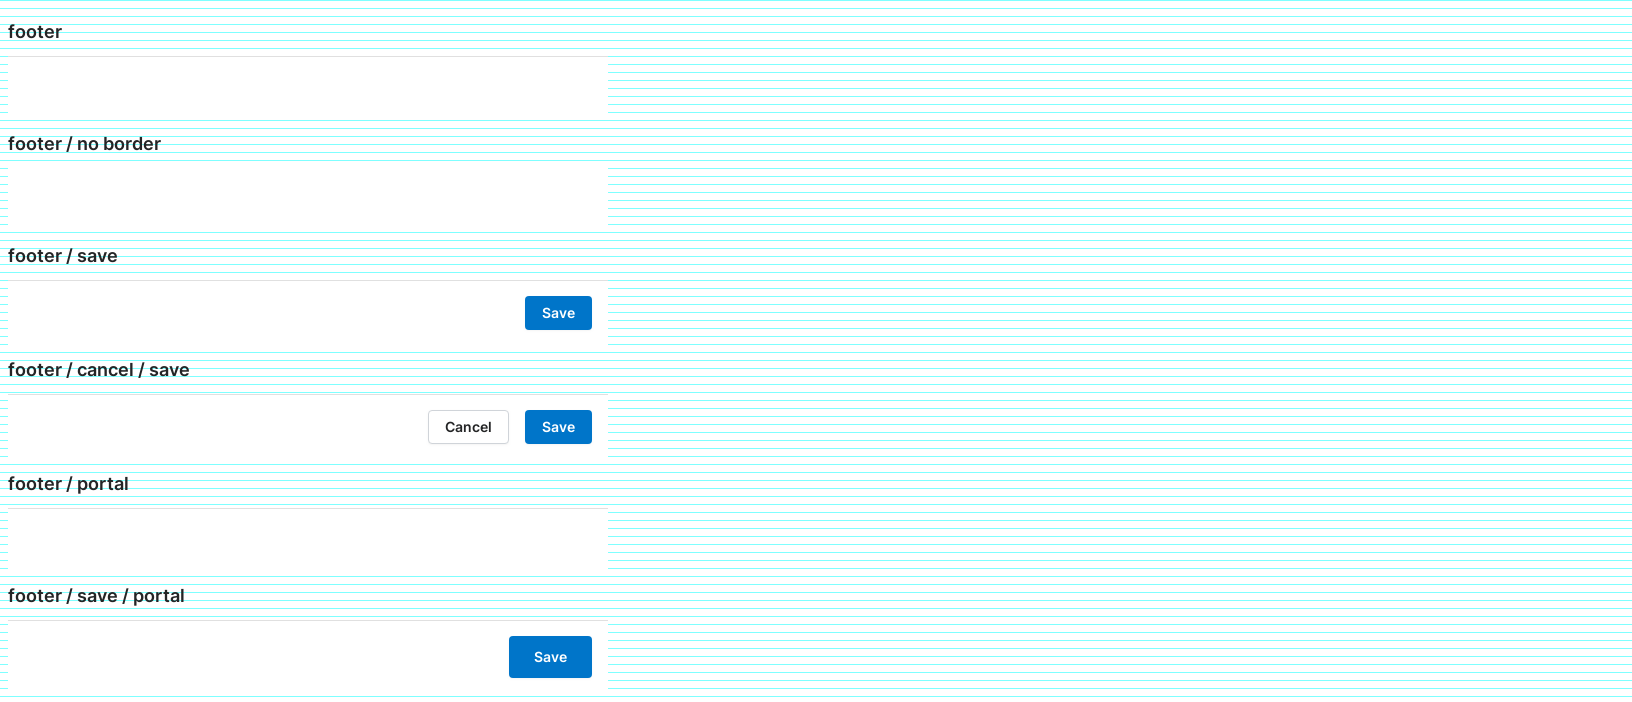 footer
footer / no border
footer / save
Save
footer / cancel / save
Cancel Save
footer / portal
footer / save / portal
Save